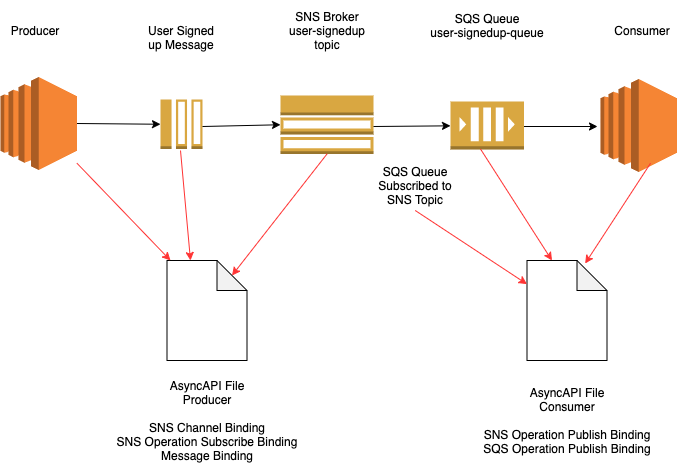 Producer
User Signed
up Message
SNS Broker
user-signedup
topic
SQS Queue
user-signedup-queue
Consumer
SQS Queue
Subscribed to
SNS Topic
AsyncAPI File
Producer
SNS Channel Binding
SNS Operation Subscribe Binding
Message Binding
AsyncAPI File
Consumer
SNS Operation Publish Binding
SQS Operation Publish Binding